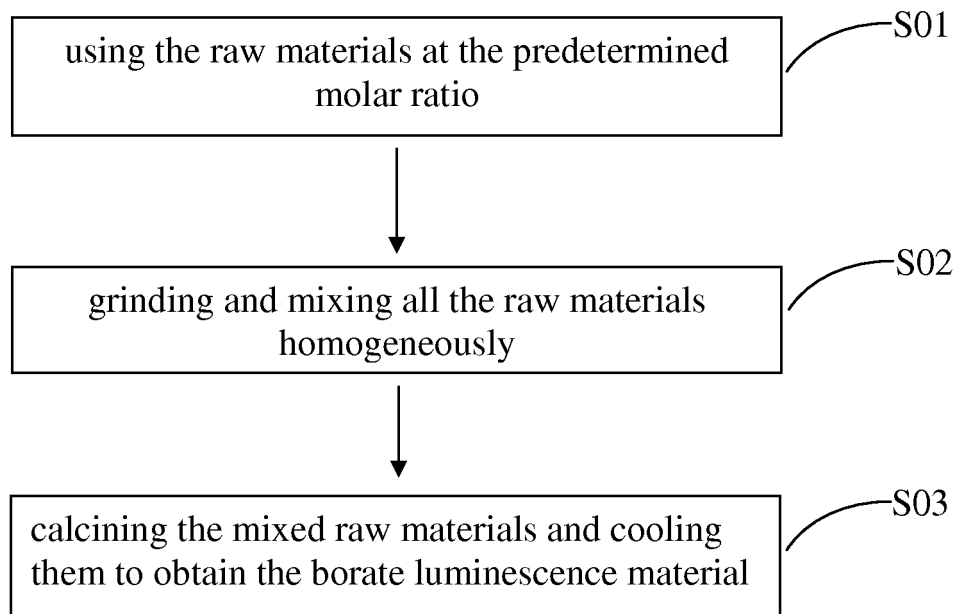 S01
using the raw materials at the predetermined
molar ratio
S02
grinding and mixing all the raw materials
homogeneously
S03
calcining the mixed raw materials and cooling
them to obtain the borate luminescence material